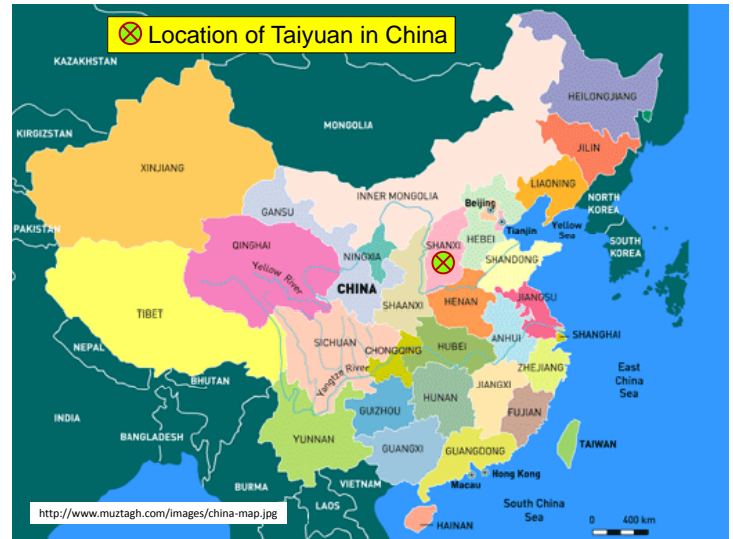 Location of Taiyuan in China
KAZAKHSTAN
HEILONGJIANG
MONGOLIA
KIRGIZSTAN
JILIN
XINJIANG
LIAONING
INNER MONGOLIA
NORTH
KOREA
Beijing
GANSU
Tianjin
Yellow
Sea
PAKISTAN
SHANXI
HEBEI
SOUTH
KOREA
QINGHAI
NINGXIA
SHANDONG
Yellow River
CHINA
HENAN
JIANGSU
SHAANXI
TIBET
SHANGHAI
SICHUAN
ANHUI
HUBEI
CHONGQING
NEPAL
ZHEJIANG
East
China
Sea
Yangtze River
BHUTAN
JIANGXI
HUNAN
GUIZHOU
FUJIAN
INDIA
BANGLADESH
YUNNAN
TAIWAN
GUANGXI
GUANGDONG
Hong Kong
Macau
BURMA
VIETNAM
http://www.muztagh.com/images/china-map.jpg
LAOS
South China
Sea
HAINAN
0 400 km